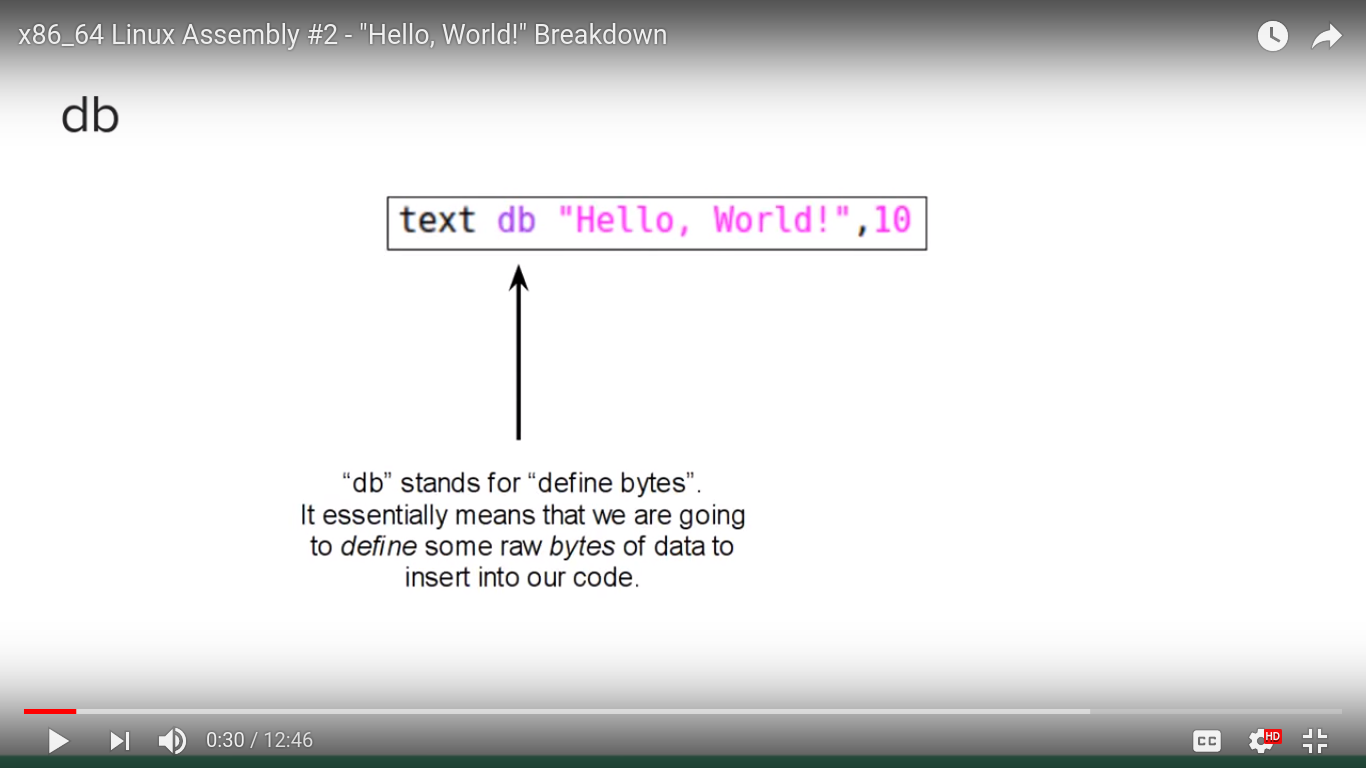 x86_64 Linux Assembly #2 - "Hello, World!" Breakdown
db
text db "Hello, World!",10
“db” stands for “define bytes”.
It essentially means that we are going
to define some raw bytes of data to
insert into our code.
0:30 / 12:46
CC
HD